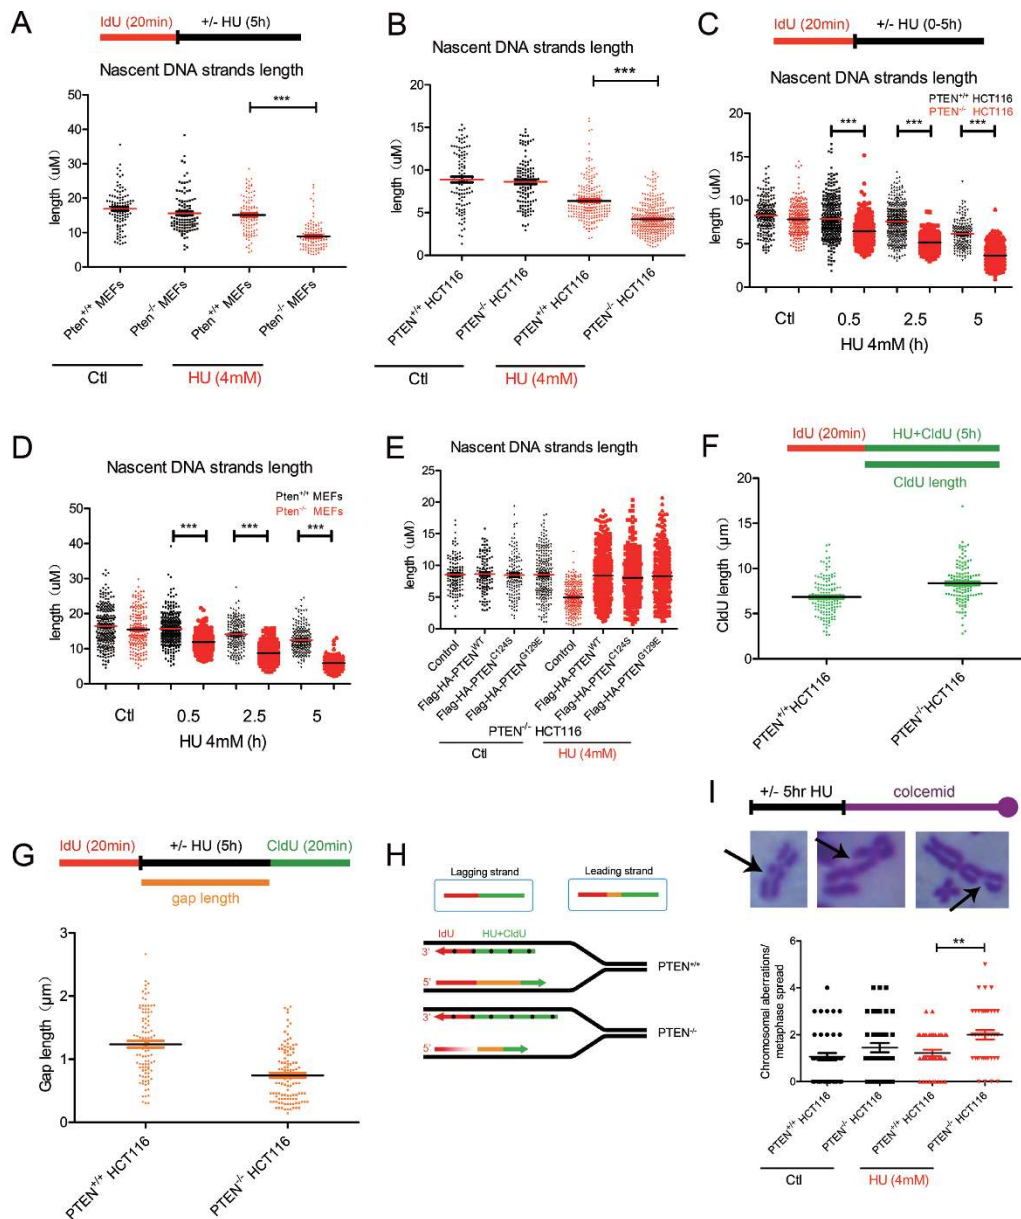 A
IdU (20min) +/- HU (5h)
Nascent DNA strands length
length (uM)
50
40
30
20
10
0
Pten+/+ MEFs
Pten-/- MEFs
Pten+/+ MEFs
Pten-/- MEFs
***
Ctl HU (4mM)
B
Nascent DNA strands length
length (uM)
20
15
10
5
0
***
PTEN+/+ HCT116
PTEN-/- HCT116
PTEN+/+ HCT116
PTEN-/- HCT116
Ctl HU (4mM)
C
IdU (20min) +/- HU (0-5h)
Nascent DNA strands length
PTEN+/+ HCT116
PTEN-/- HCT116
*** *** ***
length (uM)
20
15
10
5
0
Ctl 0.5 2.5 5
HU 4mM (h)
D
Nascent DNA strands length
Pten+/+ MEFs
Pten-/- MEFs
*** *** ***
length (uM)
50
40
30
20
10
0
Ctl 0.5 2.5 5
HU 4mM (h)
E
Nascent DNA strands length
length (uM)
25
20
15
10
5
0
Control
Flag-HA-PTENWT
Flag-HA-PTENC124S
Flag-HA-PTENG129E
Control
Flag-HA-PTENWT
Flag-HA-PTENC124S
Flag-HA-PTENG129E
PTEN-/- HCT116
Ctl HU (4mM)
F
IdU (20min) HU+CldU (5h)
CldU length
CldU length (μm)
20
15
10
5
0
PTEN+/+HCT116
PTEN-/-HCT116
G
IdU (20min) +/- HU (5h) CldU (20min)
gap length
Gap length (μm)
3
2
1
0
PTEN+/+ HCT116
PTEN-/- HCT116
H
Lagging strand Leading strand
IdU HU+CldU
3'
5'
PTEN+/+
3'
5'
PTEN-/-
I
+/- 5hr HU colcemid
Chromosomal aberrations/
metaphase spread
6
4
2
0
**
PTEN+/+ HCT116
PTEN-/- HCT116
PTEN+/+ HCT116
PTEN-/- HCT116
Ctl HU (4mM)